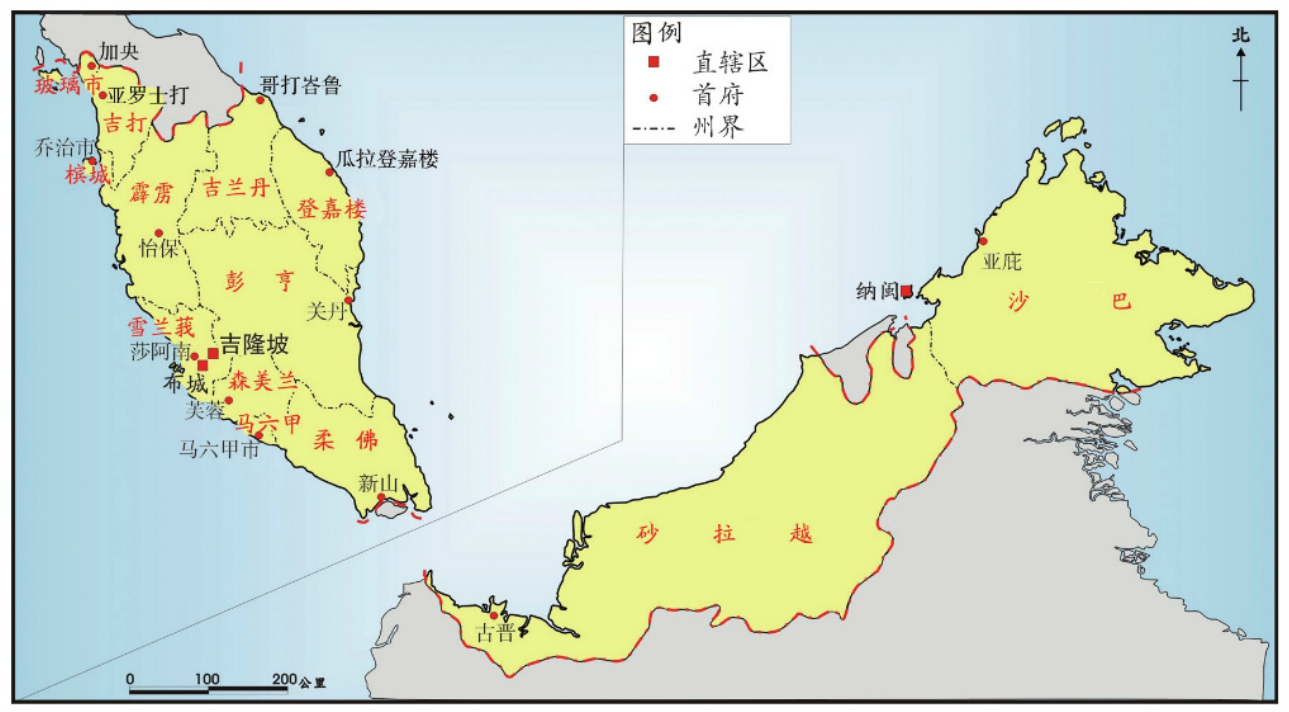 图例
直辖区
首府
州界
北
加央
玻璃市
亚罗士打
哥打峇鲁
吉打
乔治市
瓜拉登嘉楼
槟城
霹雳
吉兰丹
登嘉楼
怡保
彭亨
关丹
雪兰莪
吉隆坡
莎阿南
布城
森美兰
芙蓉
马六甲
马六甲市
柔佛
新山
亚庇
纳闽
沙巴
砂拉越
古晋
0 100 200公里